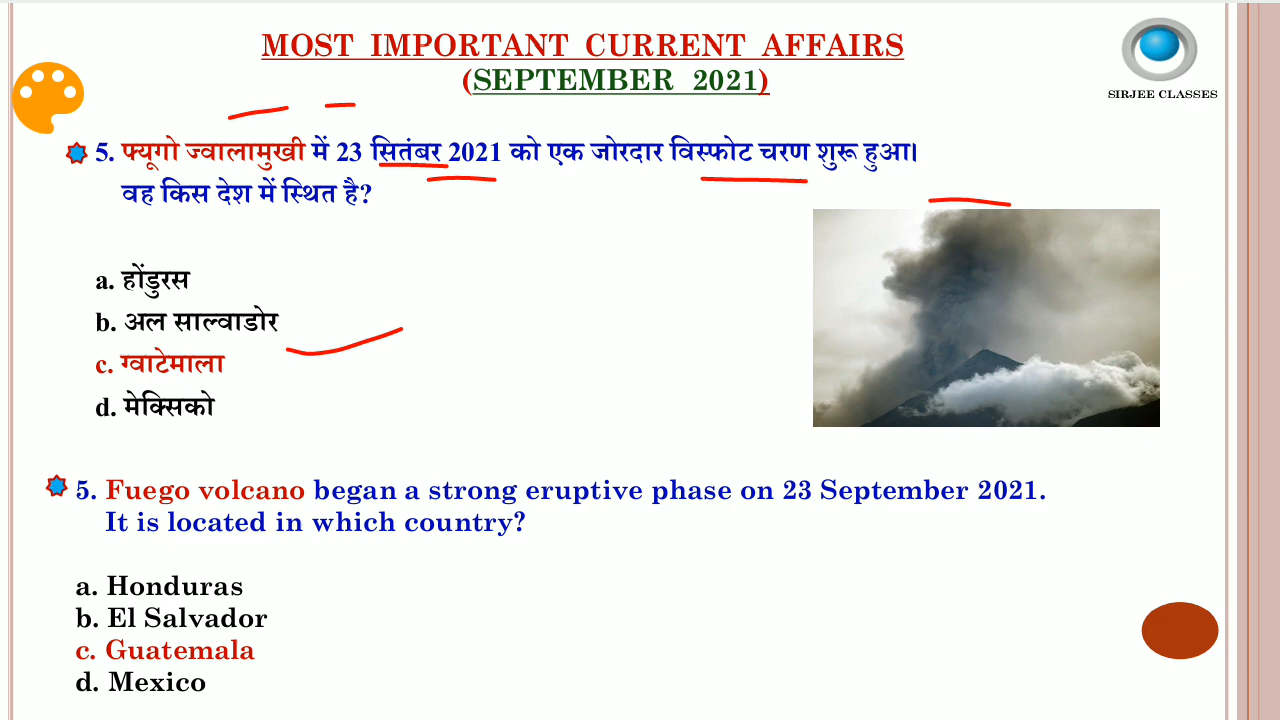 MOST IMPORTANT CURRENT AFFAIRS
(SEPTEMBER 2021)
SIRJEE CLASSES
5. फ्यूगो ज्वालामुखी में 23 सितंबर 2021 को एक जोरदार विस्फोट चरण शुरू हुआ।
वह किस देश में स्थित है?
a. होंडुरस
b. अल साल्वाडोर
c. ग्वाटेमाला
d. मेक्सिको
5. Fuego volcano began a strong eruptive phase on 23 September 2021.
It is located in which country?
a. Honduras
b. El Salvador
c. Guatemala
d. Mexico